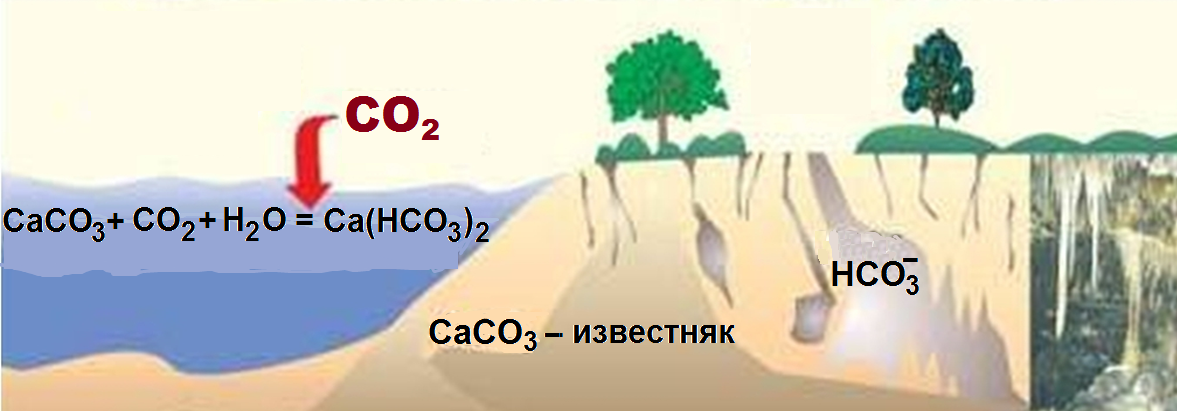 CO₂
CaCO₃+ CO₂ + H₂O = Ca(HCO₃)₂
HCO₃⁻
CaCO₃ – известняк